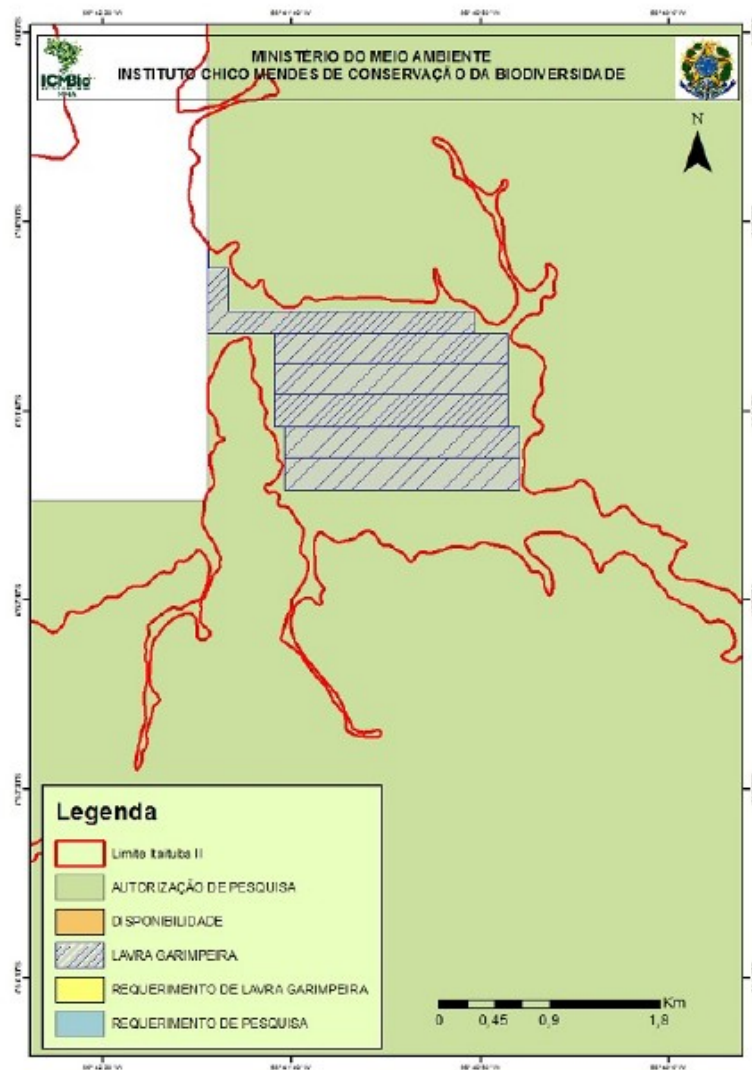 MINISTÉRIO DO MEIO AMBIENTE
INSTITUTO CHICO MENDES DE CONSERVAÇÃO DA BIODIVERSIDADE
ICMBio
MMA
N
Legenda
Limite Itaituba II
AUTORIZAÇÃO DE PESQUISA
DISPONIBILIDADE
LAVRA GARIMPEIRA
REQUERIMENTO DE LAVRA GARIMPEIRA
REQUERIMENTO DE PESQUISA
Km
0 0,45 0,9 1,8